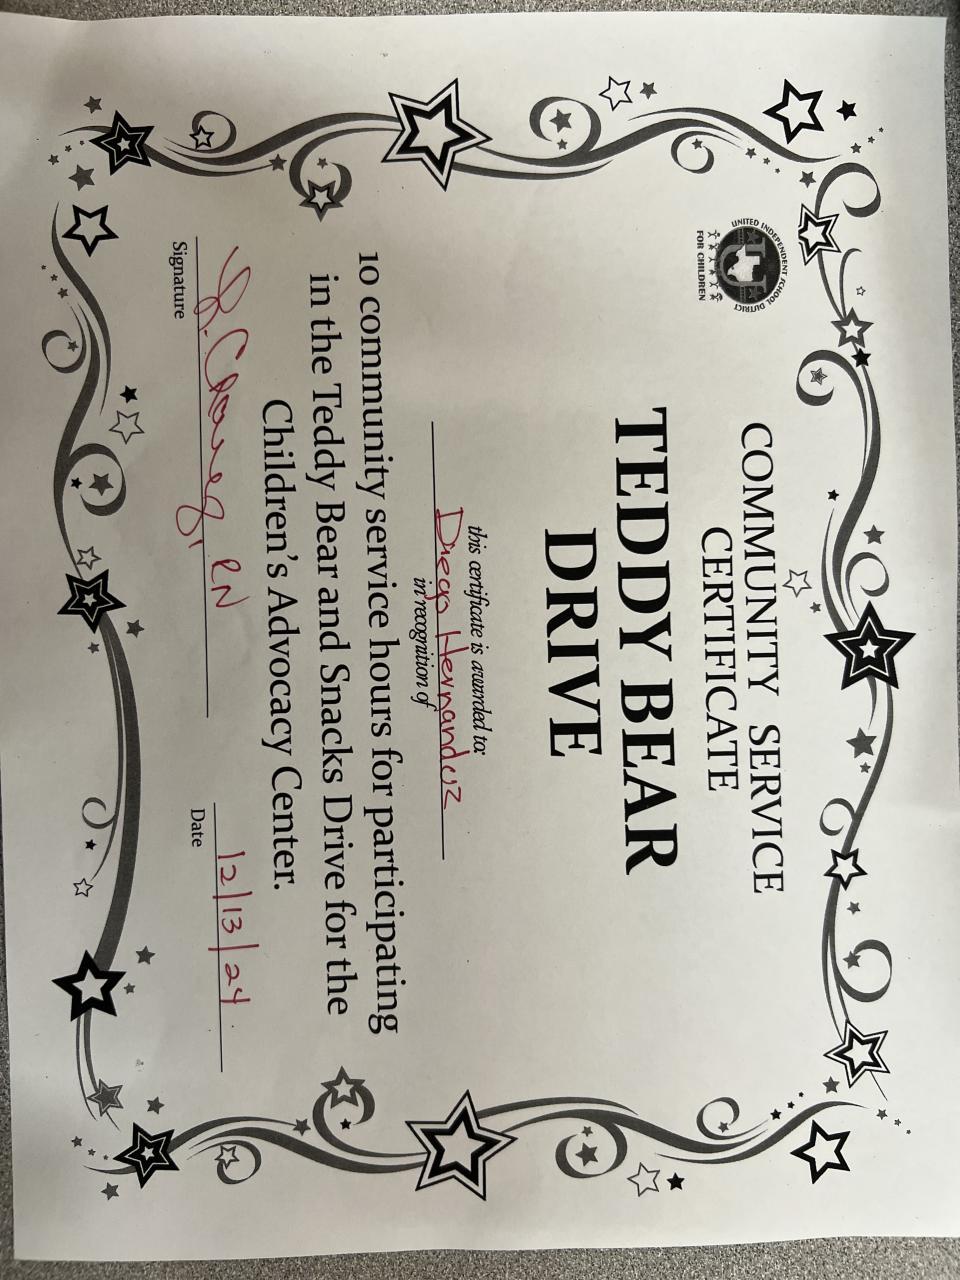 UNITED INDEPENDENT SCHOOL DISTRICT
FOR CHILDREN
COMMUNITY SERVICE
CERTIFICATE
TEDDY BEAR
DRIVE
this certificate is awarded to:
Diego Hernandez
in recognition of
10 community service hours for participating
in the Teddy Bear and Snacks Drive for the
Children's Advocacy Center.
RN
12/13/24
Signature
Date